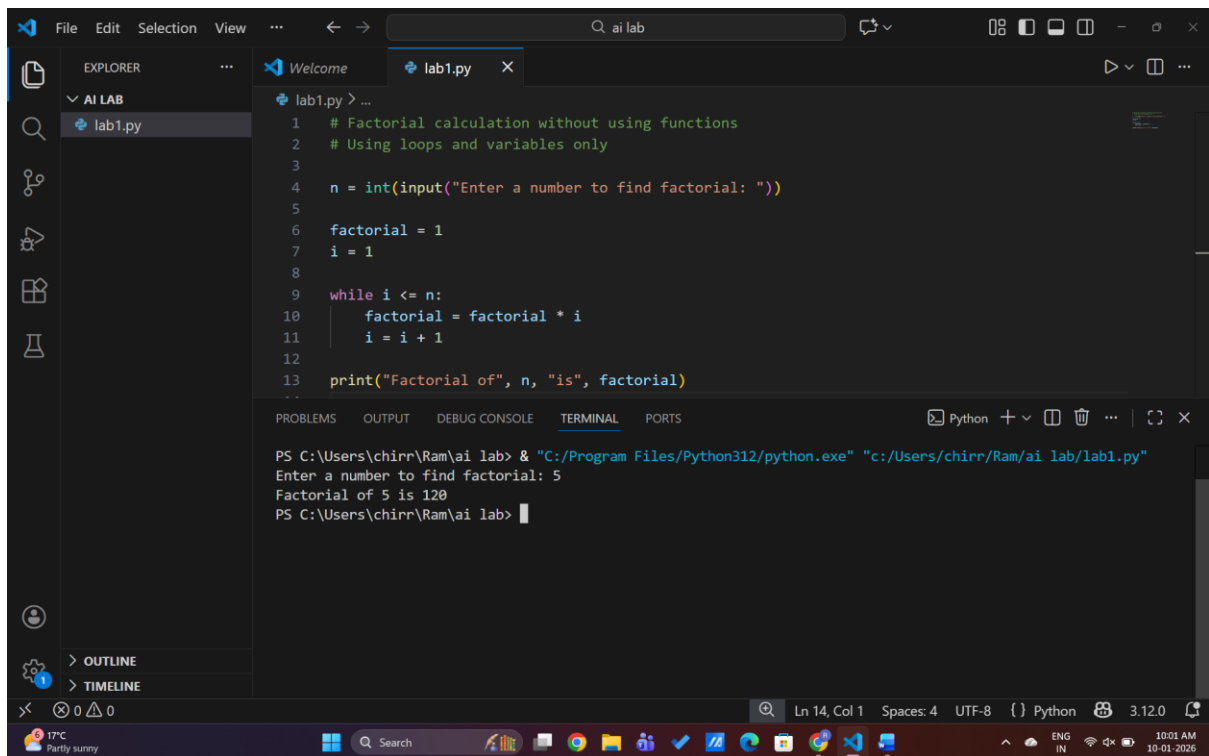 File Edit Selection View ··· ai lab
EXPLORER ···
AI LAB
lab1.py
OUTLINE
TIMELINE
Welcome lab1.py
lab1.py > ...
1 # Factorial calculation without using functions
2 # Using loops and variables only
3
4 n = int(input("Enter a number to find factorial: "))
5
6 factorial = 1
7 i = 1
8
9 while i <= n:
10     factorial = factorial * i
11     i = i + 1
12
13 print("Factorial of", n, "is", factorial)
PROBLEMS OUTPUT DEBUG CONSOLE TERMINAL PORTS Python
PS C:\Users\chirr\Ram\ai lab> & "C:/Program Files/Python312/python.exe" "c:/Users/chirr/Ram/ai lab/lab1.py"
Enter a number to find factorial: 5
Factorial of 5 is 120
PS C:\Users\chirr\Ram\ai lab>
1
0 0 Ln 14, Col 1 Spaces: 4 UTF-8 {} Python 3.12.0
6 17°C
Partly sunny
Search
ENG
IN
10:01 AM
10-01-2026